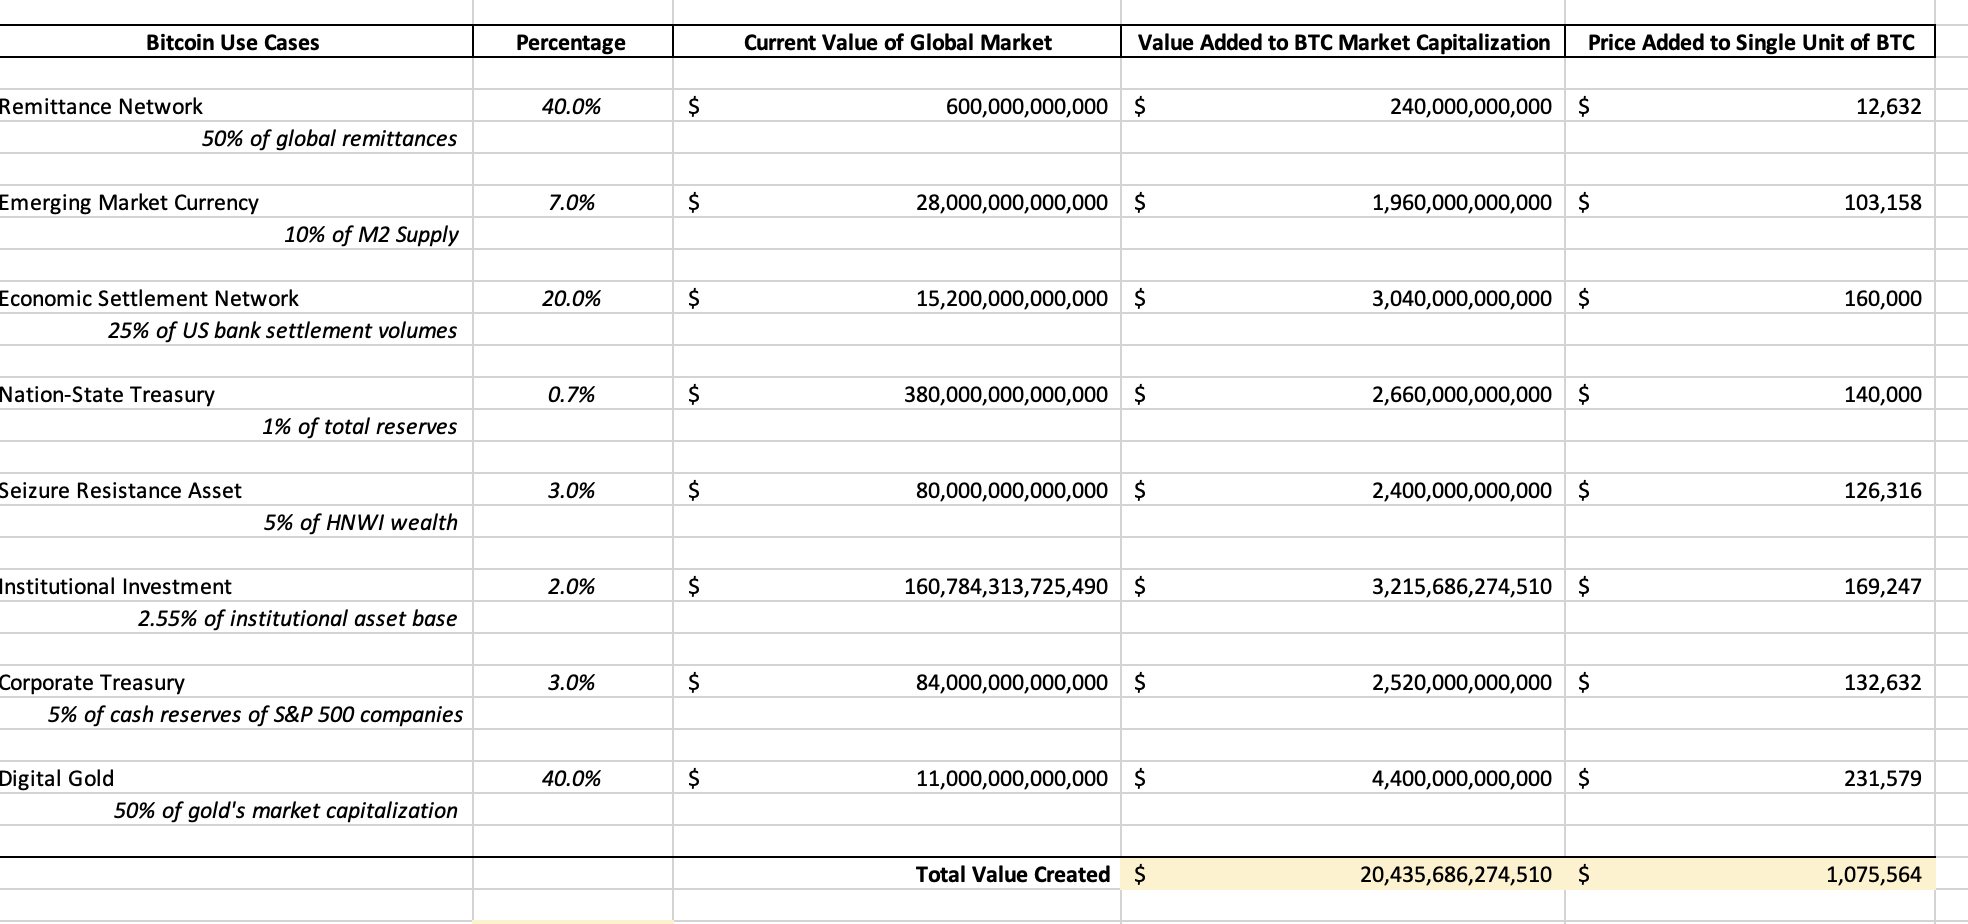 Bitcoin Use Cases Percentage Current Value of Global Market Value Added to BTC Market Capitalization Price Added to Single Unit of BTC
Remittance Network 40.0% $ 600,000,000,000 $ 240,000,000,000 $ 12,632
50% of global remittances
Emerging Market Currency 7.0% $ 28,000,000,000,000 $ 1,960,000,000,000 $ 103,158
10% of M2 Supply
Economic Settlement Network 20.0% $ 15,200,000,000,000 $ 3,040,000,000,000 $ 160,000
25% of US bank settlement volumes
Nation-State Treasury 0.7% $ 380,000,000,000,000 $ 2,660,000,000,000 $ 140,000
1% of total reserves
Seizure Resistance Asset 3.0% $ 80,000,000,000,000 $ 2,400,000,000,000 $ 126,316
5% of HNWI wealth
Institutional Investment 2.0% $ 160,784,313,725,490 $ 3,215,686,274,510 $ 169,247
2.55% of institutional asset base
Corporate Treasury 3.0% $ 84,000,000,000,000 $ 2,520,000,000,000 $ 132,632
5% of cash reserves of S&P 500 companies
Digital Gold 40.0% $ 11,000,000,000,000 $ 4,400,000,000,000 $ 231,579
50% of gold's market capitalization
Total Value Created $ 20,435,686,274,510 $ 1,075,564